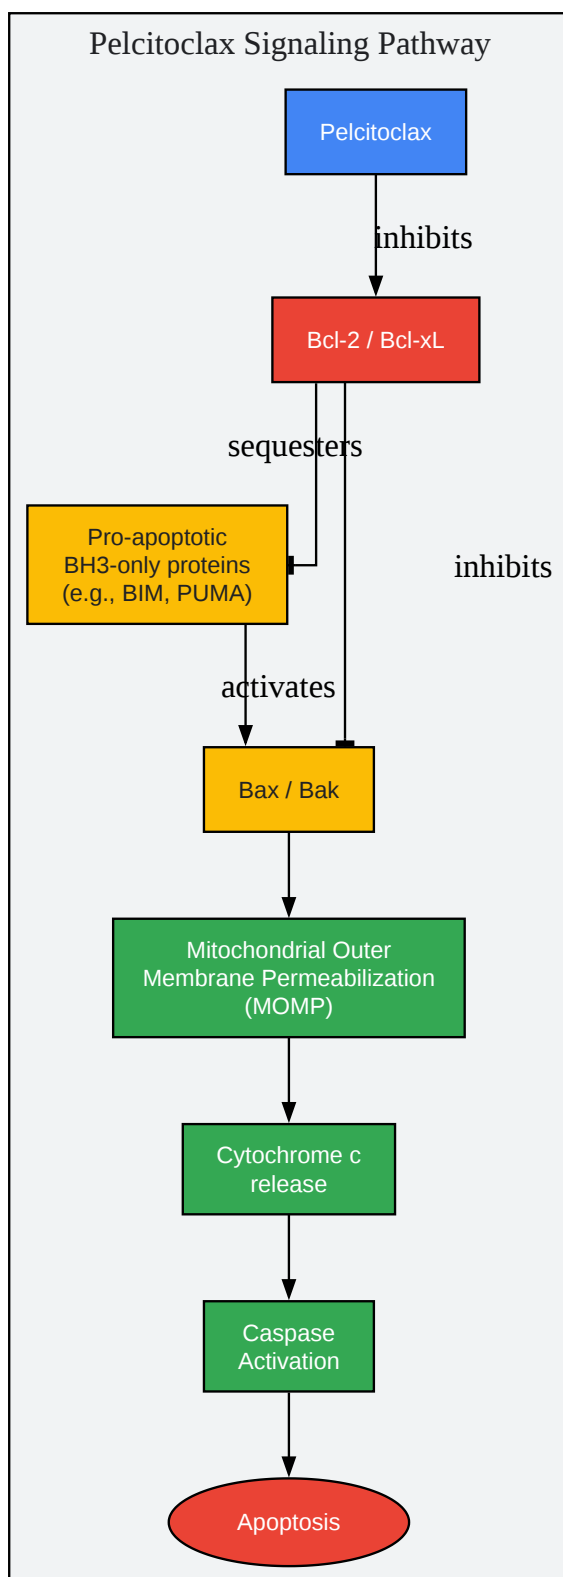 Pelcitoclax Signaling Pathway
Pelcitoclax
inhibits
Bcl-2 / Bcl-xL
sequesters
Pro-apoptotic
BH3-only proteins
(e.g., BIM, PUMA)
inhibits
activates
Bax / Bak
Mitochondrial Outer
Membrane Permeabilization
(MOMP)
Cytochrome c
release
Caspase
Activation
Apoptosis